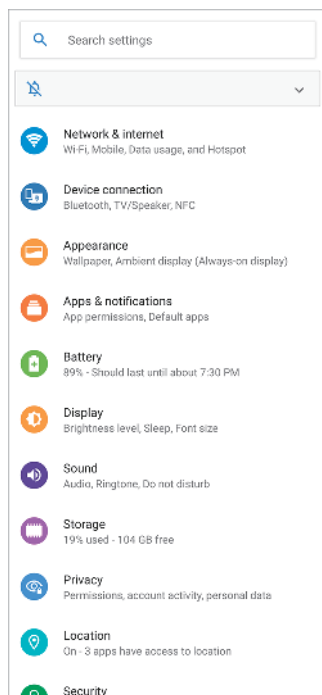 Search settings
Network & internet
Wi-Fi, Mobile, Data usage, and Hotspot
Device connection
Bluetooth, TV/Speaker, NFC
Appearance
Wallpaper, Ambient display (Always-on display)
Apps & notifications
App permissions, Default apps
Battery
89% - Should last until about 7:30 PM
Display
Brightness level, Sleep, Font size
Sound
Audio, Ringtone, Do not disturb
Storage
19% used - 104 GB free
Privacy
Permissions, account activity, personal data
Location
On - 3 apps have access to location
Security